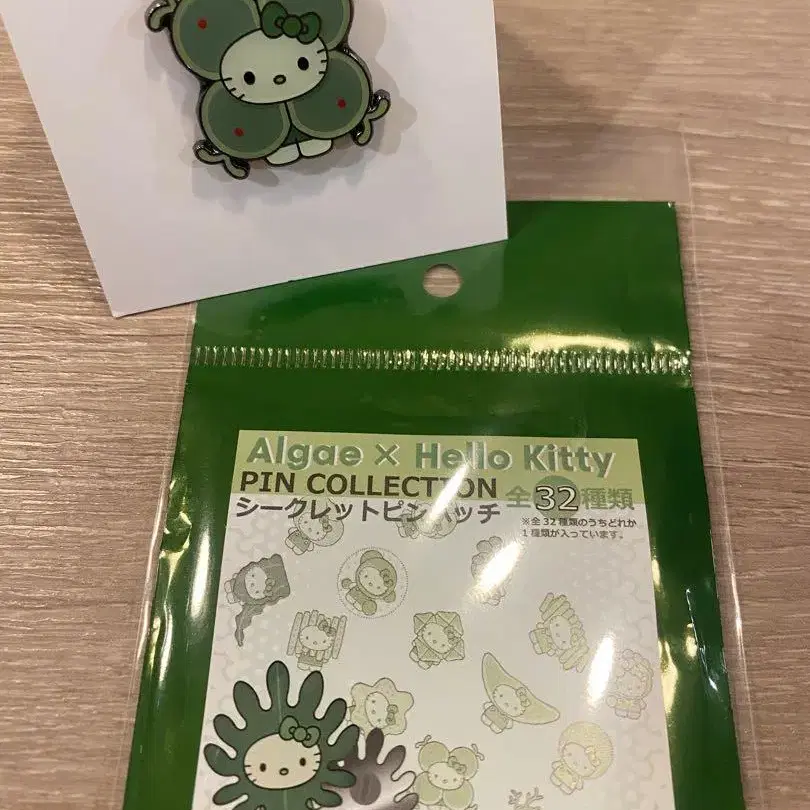 Algae × Hello Kitty
PIN COLLECTION
シークレットピンバッチ
全32種類
※全32種類のうちどれか
1種類が入っています。